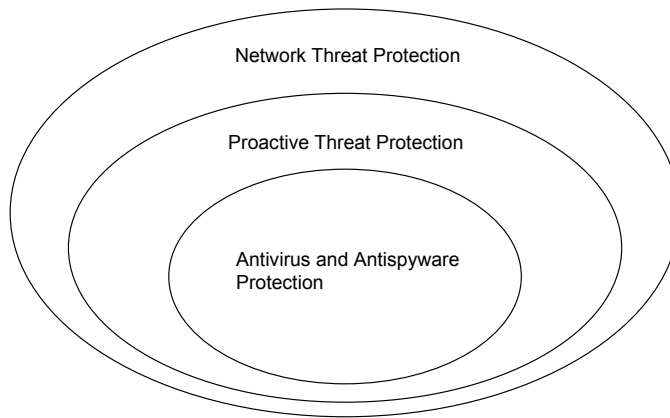 Network Threat Protection
Proactive Threat Protection
Antivirus and Antispyware
Protection